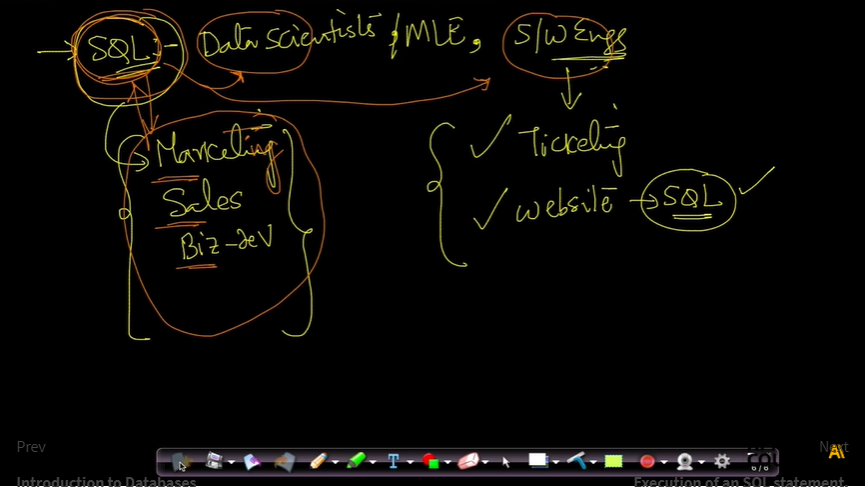 SQL - Data Scientists & MLE, S/W Engs
Marketing
Sales
Biz-dev
✓ Ticketing
✓ Website → SQL ✓
Prev
Next
Introduction to Databases
Execution of an SQL statement.